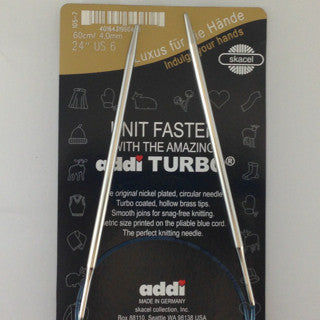 60cm/ 4.0mm
24" US 6
Luxus für die Hände
Indulge your hands
skacel
KNIT FASTER
WITH THE AMAZING
addi TURBO®
The original nickel plated, circular needle.
Turbo coated, hollow brass tips.
Smooth joins for snag-free knitting.
Metric size printed on the pliable blue cord.
The perfect knitting needle.
addi
MADE IN GERMANY
skacel collection, Inc.
Box 88110, Seattle WA 98138 USA